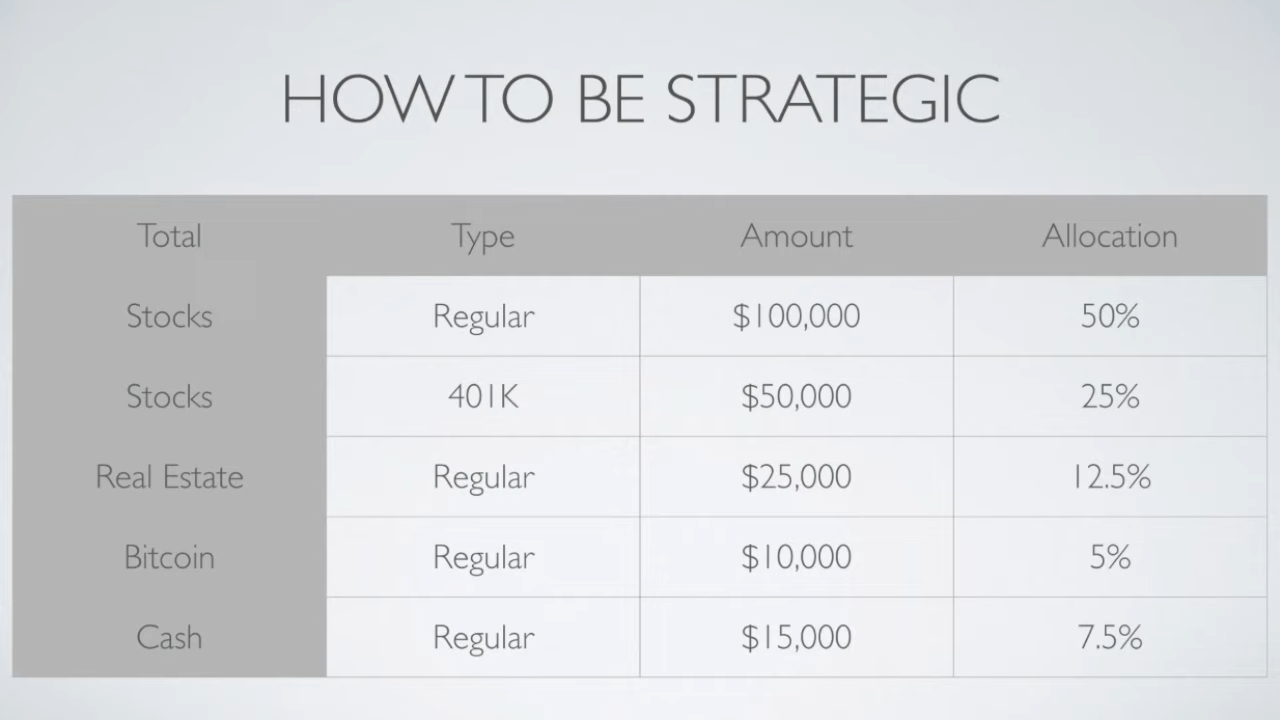 HOW TO BE STRATEGIC
Total Type Amount Allocation
Stocks Regular $100,000 50%
Stocks 401K $50,000 25%
Real Estate Regular $25,000 12.5%
Bitcoin Regular $10,000 5%
Cash Regular $15,000 7.5%